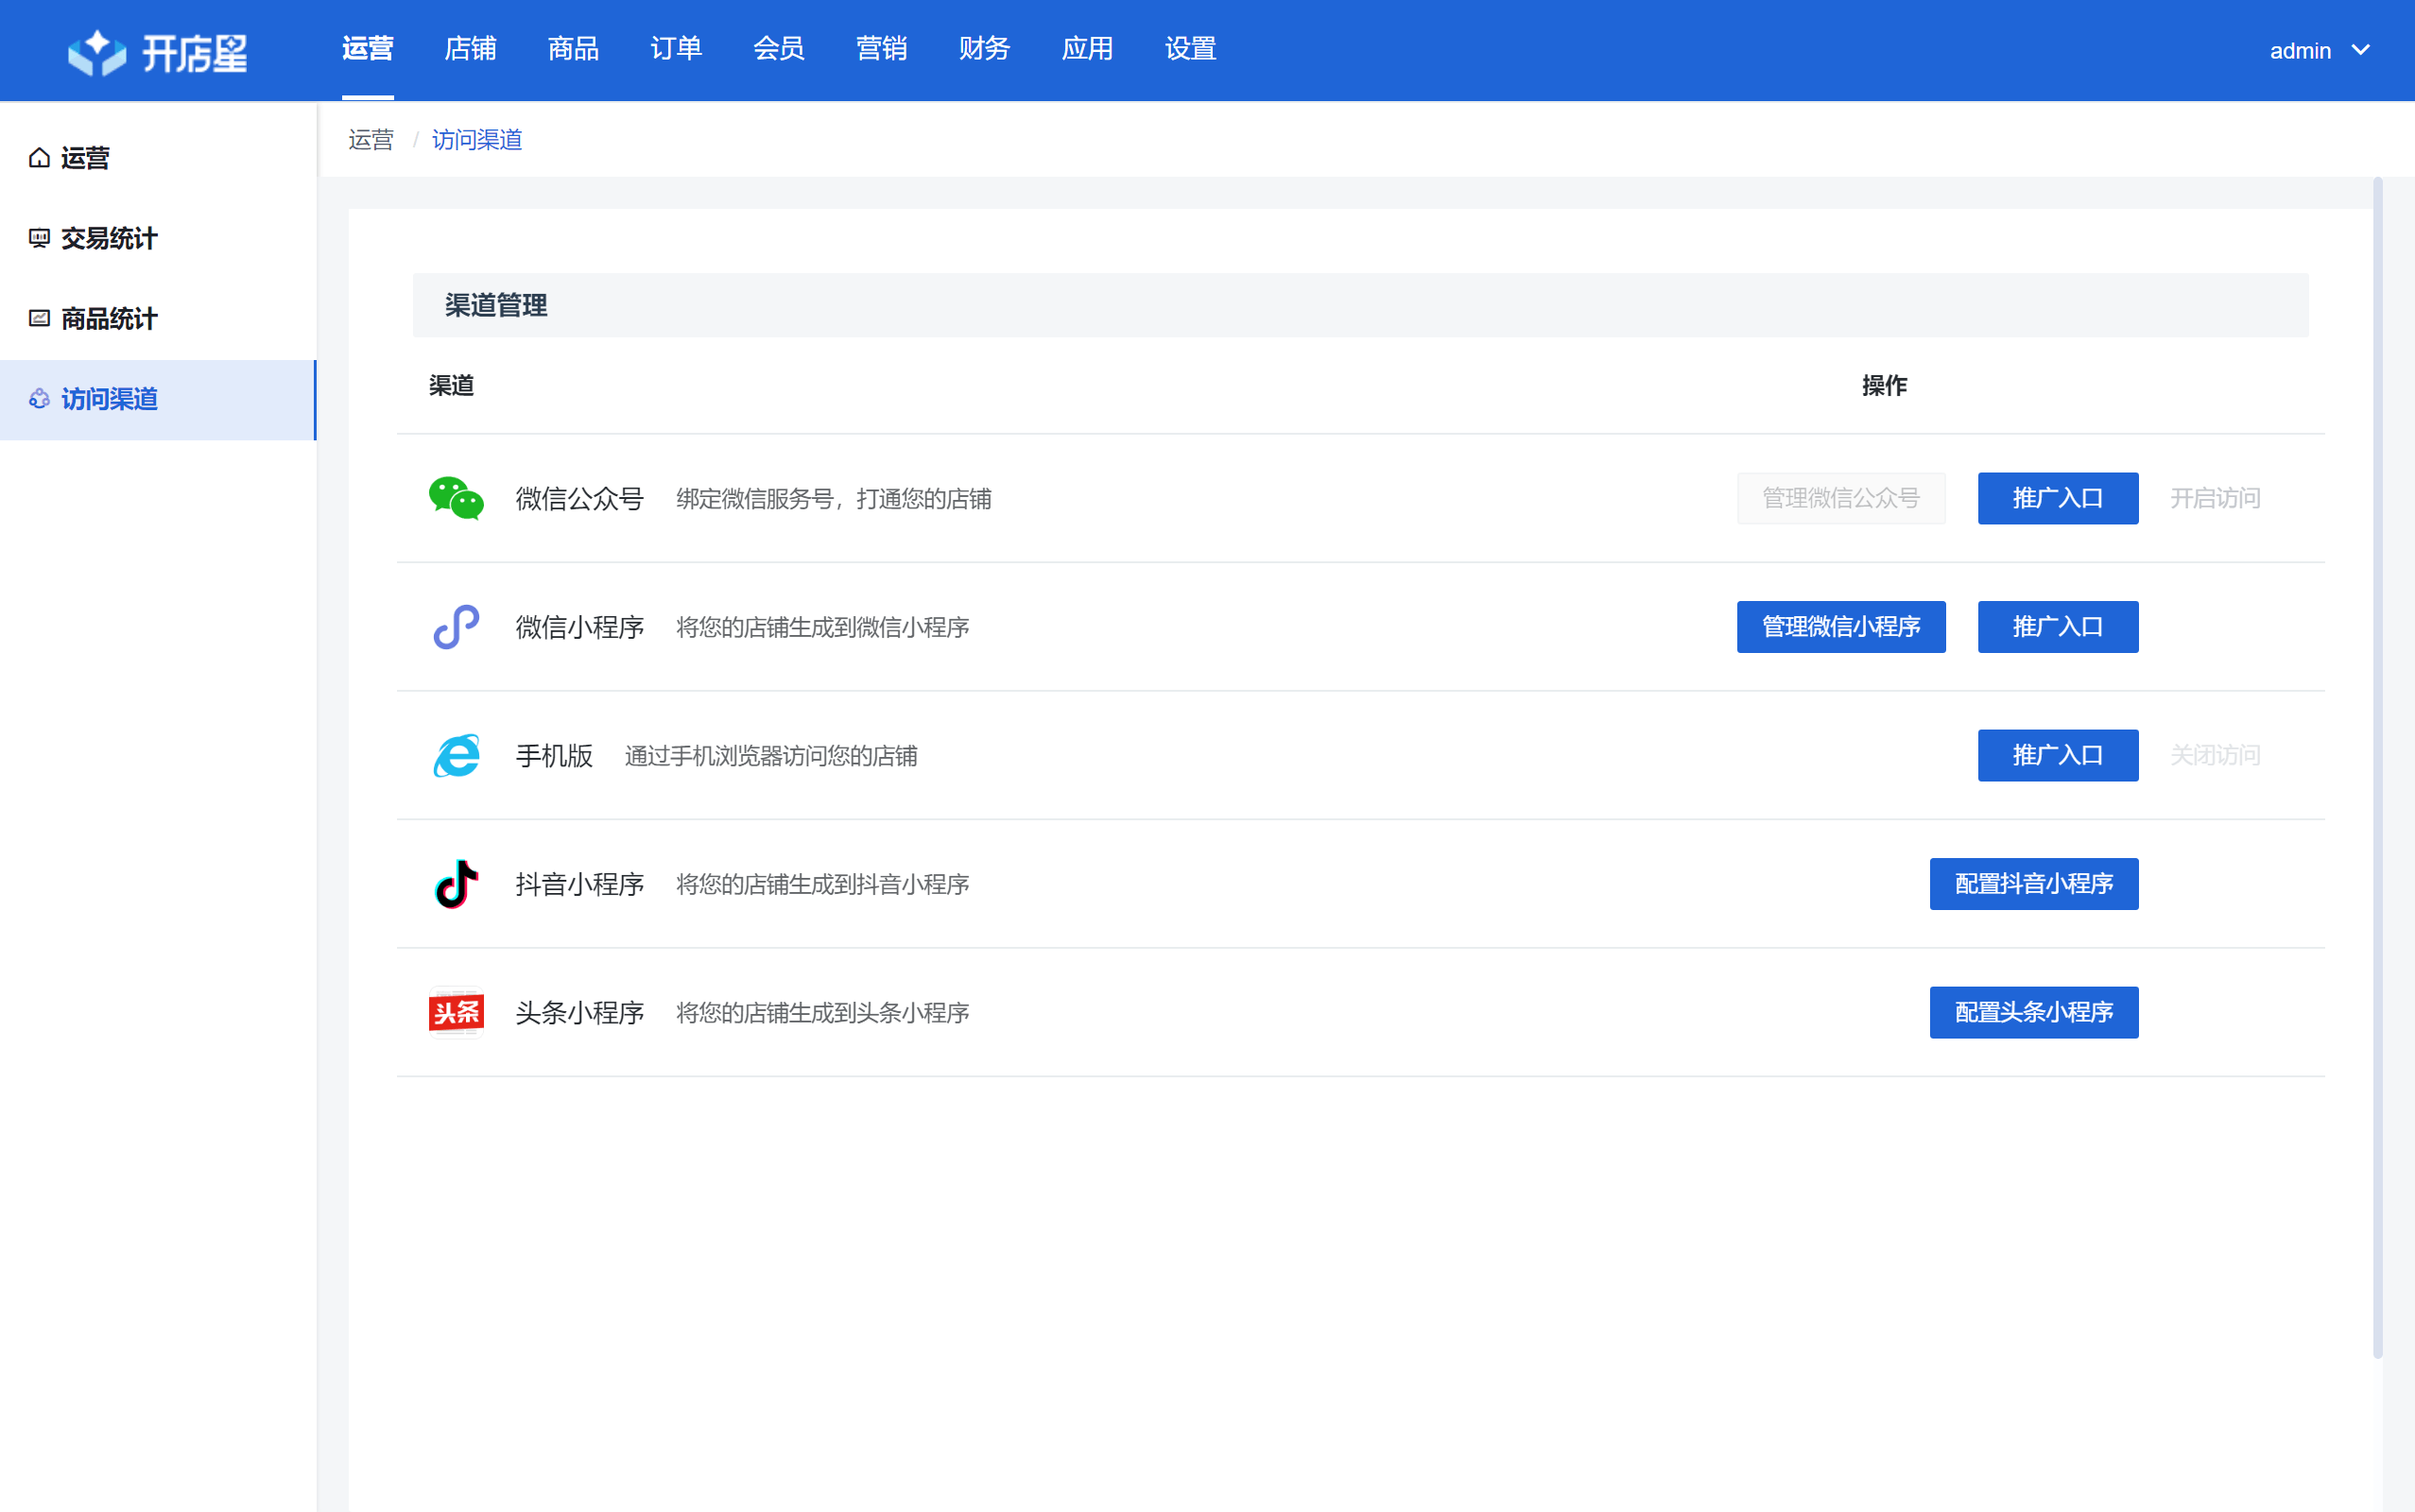 开店星
运营 店铺 商品 订单 会员 营销 财务 应用 设置
admin
运营
交易统计
商品统计
访问渠道
运营 / 访问渠道
渠道管理
渠道 操作
微信公众号 绑定微信服务号，打通您的店铺 管理微信公众号 推广入口 开启访问
微信小程序 将您的店铺生成到微信小程序 管理微信小程序 推广入口
手机版 通过手机浏览器访问您的店铺 推广入口 关闭访问
抖音小程序 将您的店铺生成到抖音小程序 配置抖音小程序
头条 头条小程序 将您的店铺生成到头条小程序 配置头条小程序